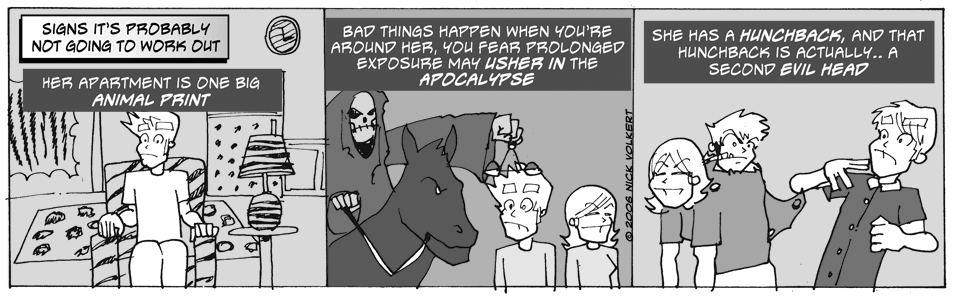 SIGNS IT'S PROBABLY
NOT GOING TO WORK OUT
HER APARTMENT IS ONE BIG
ANIMAL PRINT
BAD THINGS HAPPEN WHEN YOU'RE
AROUND HER, YOU FEAR PROLONGED
EXPOSURE MAY USHER IN THE
APOCALYPSE
© 2006 NICK VOLKERT
SHE HAS A HUNCHBACK, AND THAT
HUNCHBACK IS ACTUALLY.. A
SECOND EVIL HEAD